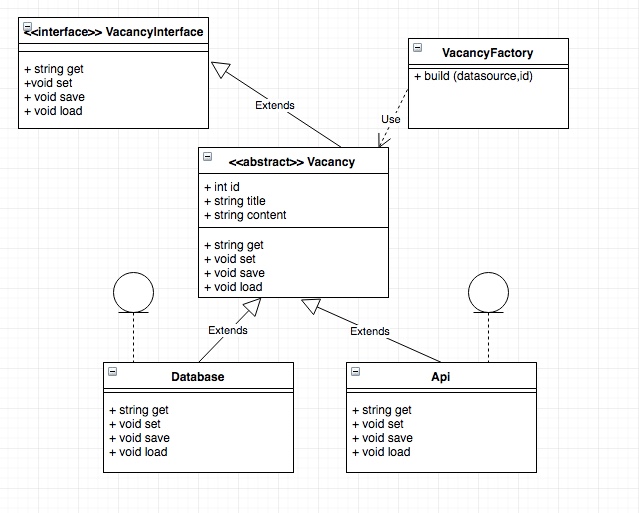 <<interface>> VacancyInterface
+ string get
+void set
+ void save
+ void load
VacancyFactory
+ build (datasource,id)
Extends
Use
<<abstract>> Vacancy
+ int id
+ string title
+ string content
+ string get
+ void set
+ void save
+ void load
Extends
Extends
Database
+ string get
+ void set
+ void save
+ void load
Api
+ string get
+ void set
+ void save
+ void load